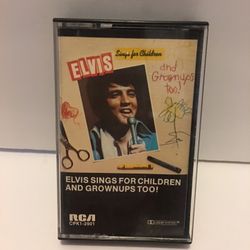 ELVIS
Sings for Children
and
Grownups
too!
ELVIS SINGS FOR CHILDREN
AND GROWNUPS TOO!
RCA
CPK1-2901